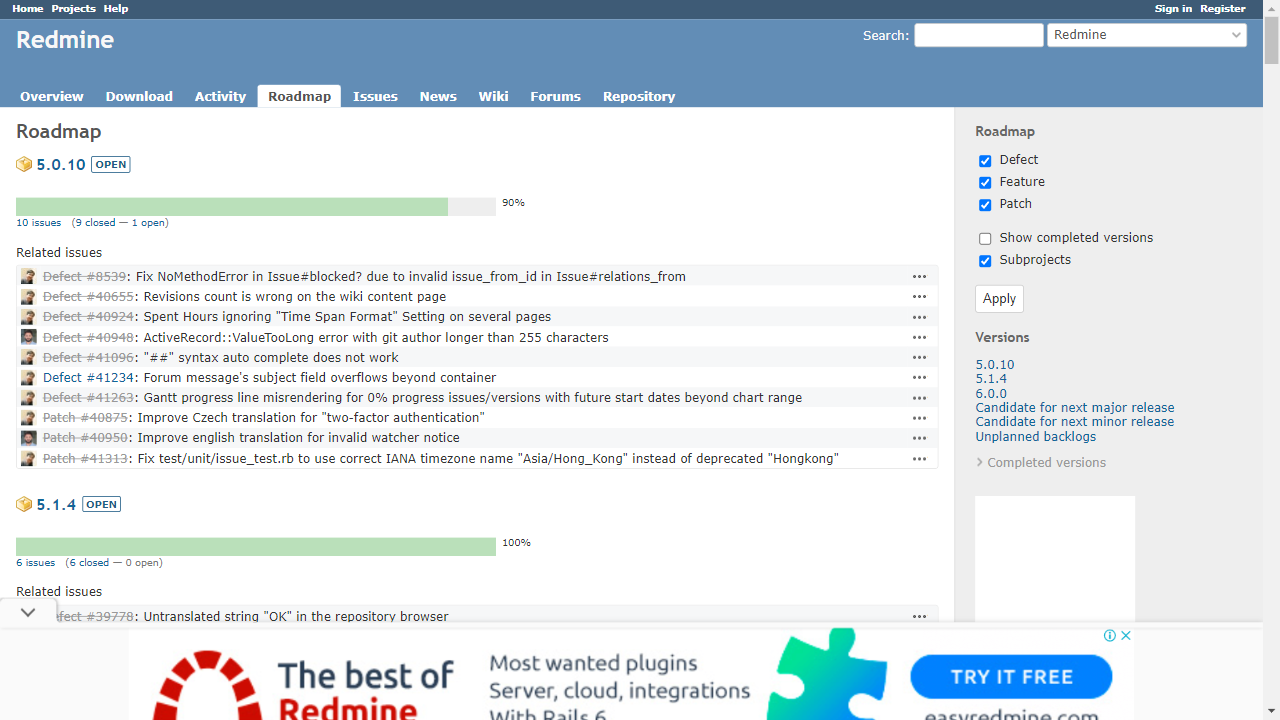 Home Projects Help Sign in Register
Redmine
Search:
Redmine
Overview Download Activity Roadmap Issues News Wiki Forums Repository
Roadmap
5.0.10 OPEN
90%
10 issues (9 closed — 1 open)
Related issues
Defect #8539: Fix NoMethodError in Issue#blocked? due to invalid issue_from_id in Issue#relations_from
Defect #40655: Revisions count is wrong on the wiki content page
Defect #40924: Spent Hours ignoring "Time Span Format" Setting on several pages
Defect #40948: ActiveRecord::ValueTooLong error with git author longer than 255 characters
Defect #41096: "##" syntax auto complete does not work
Defect #41234: Forum message's subject field overflows beyond container
Defect #41263: Gantt progress line misrendering for 0% progress issues/versions with future start dates beyond chart range
Patch #40875: Improve Czech translation for "two-factor authentication"
Patch #40950: Improve english translation for invalid watcher notice
Patch #41313: Fix test/unit/issue_test.rb to use correct IANA timezone name "Asia/Hong_Kong" instead of deprecated "Hongkong"
5.1.4 OPEN
100%
6 issues (6 closed — 0 open)
Related issues
Defect #39778: Untranslated string "OK" in the repository browser
Roadmap
Defect
Feature
Patch
Show completed versions
Subprojects
Apply
Versions
5.0.10
5.1.4
6.0.0
Candidate for next major release
Candidate for next minor release
Unplanned backlogs
Completed versions
The best of
Redmine
Most wanted plugins
Server, cloud, integrations
With Rails 6
TRY IT FREE
easyredmine.com